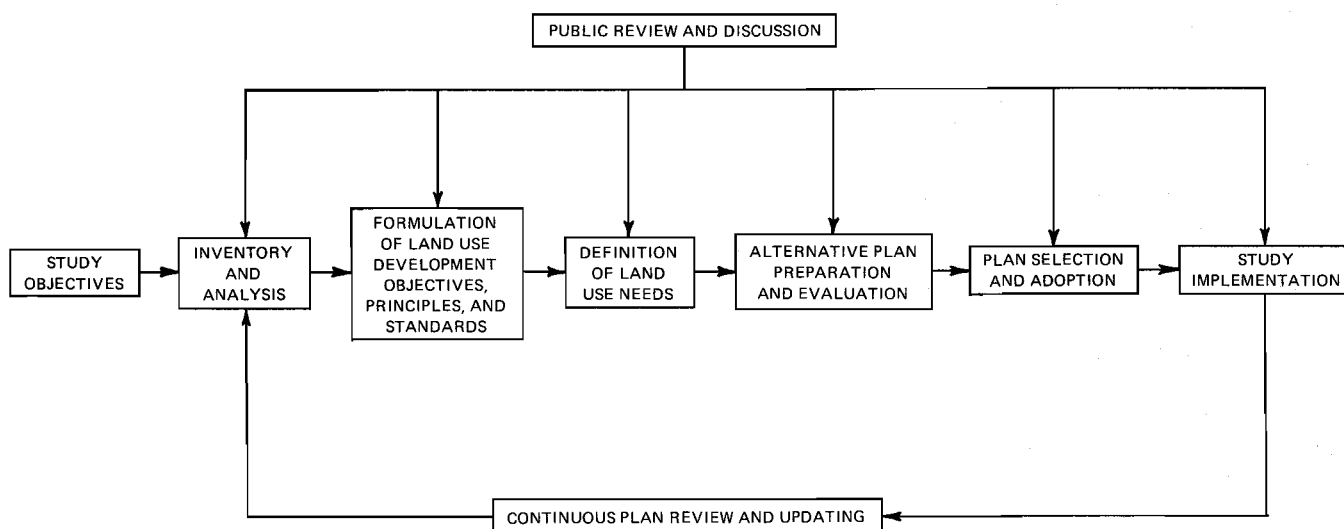 PUBLIC REVIEW AND DISCUSSION
STUDY
OBJECTIVES
INVENTORY
AND
ANALYSIS
FORMULATION
OF LAND USE
DEVELOPMENT
OBJECTIVES,
PRINCIPLES, AND
STANDARDS
DEFINITION
OF LAND
USE NEEDS
ALTERNATIVE PLAN
PREPARATION
AND EVALUATION
PLAN SELECTION
AND ADOPTION
STUDY
IMPLEMENTATION
CONTINUOUS PLAN REVIEW AND UPDATING